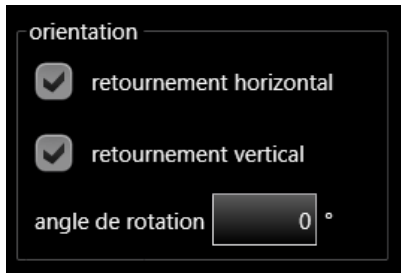 orientation
retournement horizontal
retournement vertical
angle de rotation 0 °